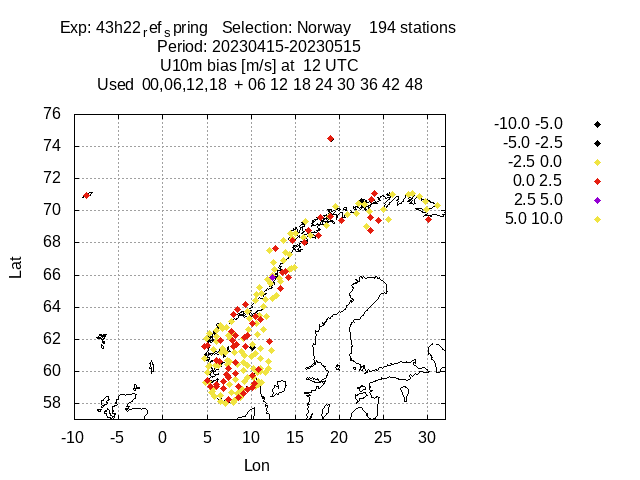 Exp: 43h22ref spring   Selection: Norway    194 stations
Period: 20230415-20230515
U10m bias [m/s] at  12 UTC
Used  00,06,12,18  + 06 12 18 24 30 36 42 48
-10.0 -5.0
-5.0 -2.5
-2.5 0.0
0.0 2.5
2.5 5.0
5.0 10.0
Lat
76
74
72
70
68
66
64
62
60
58
-10 -5 0 5 10 15 20 25 30
Lon